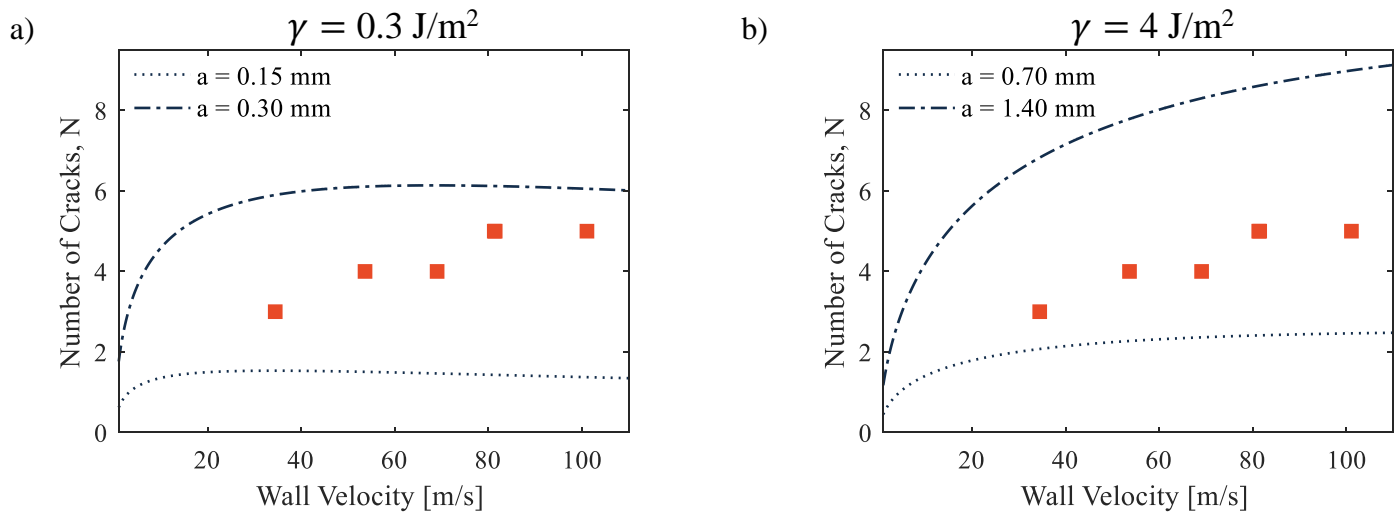 a)
γ = 0.3 J/m²
a = 0.15 mm
a = 0.30 mm
Number of Cracks, N
8
6
4
2
0
20 40 60 80 100
Wall Velocity [m/s]
b)
γ = 4 J/m²
a = 0.70 mm
a = 1.40 mm
Number of Cracks, N
8
6
4
2
0
20 40 60 80 100
Wall Velocity [m/s]